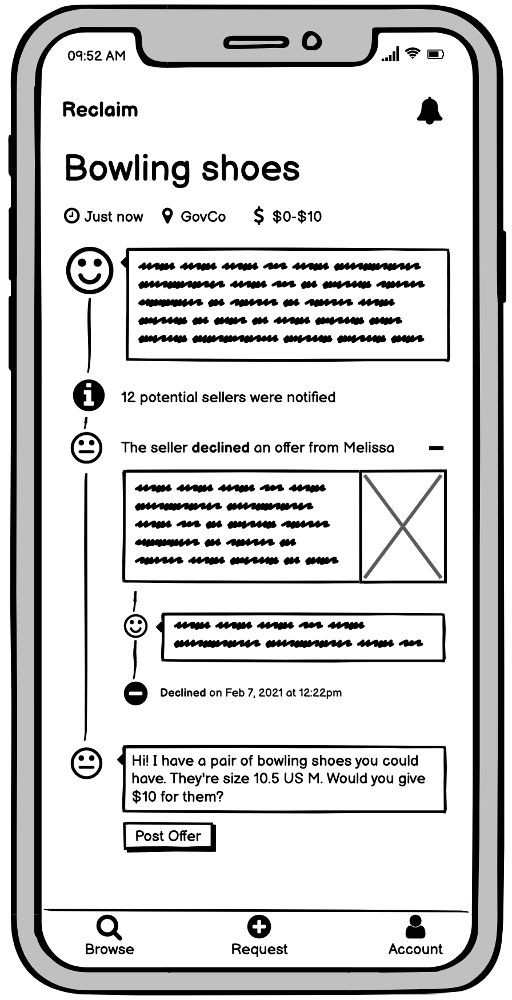 09:52 AM
Reclaim
Bowling shoes
Just now GovCo $ $0-$10
12 potential sellers were notified
The seller declined an offer from Melissa
Declined on Feb 7, 2021 at 12:22pm
Hi! I have a pair of bowling shoes you could
have. They're size 10.5 US M. Would you give
$10 for them?
Post Offer
Browse Request Account